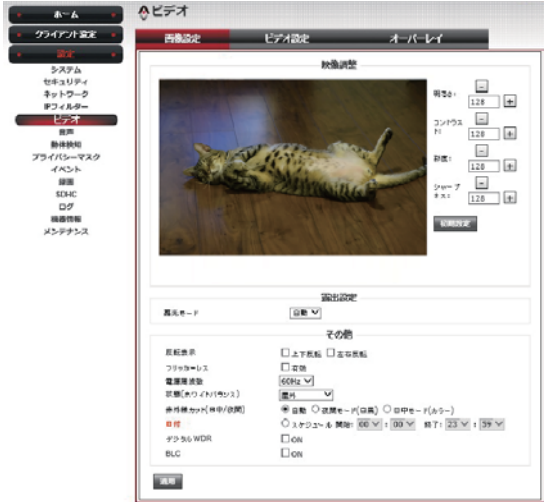 ホーム
クライアント設定
設定
システム
セキュリティ
ネットワーク
IPフィルター
ビデオ
音声
動体検知
プライバシーマスク
イベント
録画
SDHC
ログ
機器情報
メンテナンス
ビデオ
画像設定 ビデオ設定 オーバーレイ
映像調整
明るさ: - 128 +
コントラスト: - 128 +
彩度: - 128 +
シャープネス: - 128 +
初期設定
露出設定
露光モード 自動
その他
反転表示 上下反転 左右反転
フリッカーレス 有効
電源周波数 60Hz
状態(ホワイトバランス) 屋外
赤外線カット(日中/夜間) 自動 夜間モード(白黒) 日中モード(カラー)
日付 スケジュール 開始: 00 : 00 終了: 23 : 59
デジタルWDR ON
BLC ON
適用